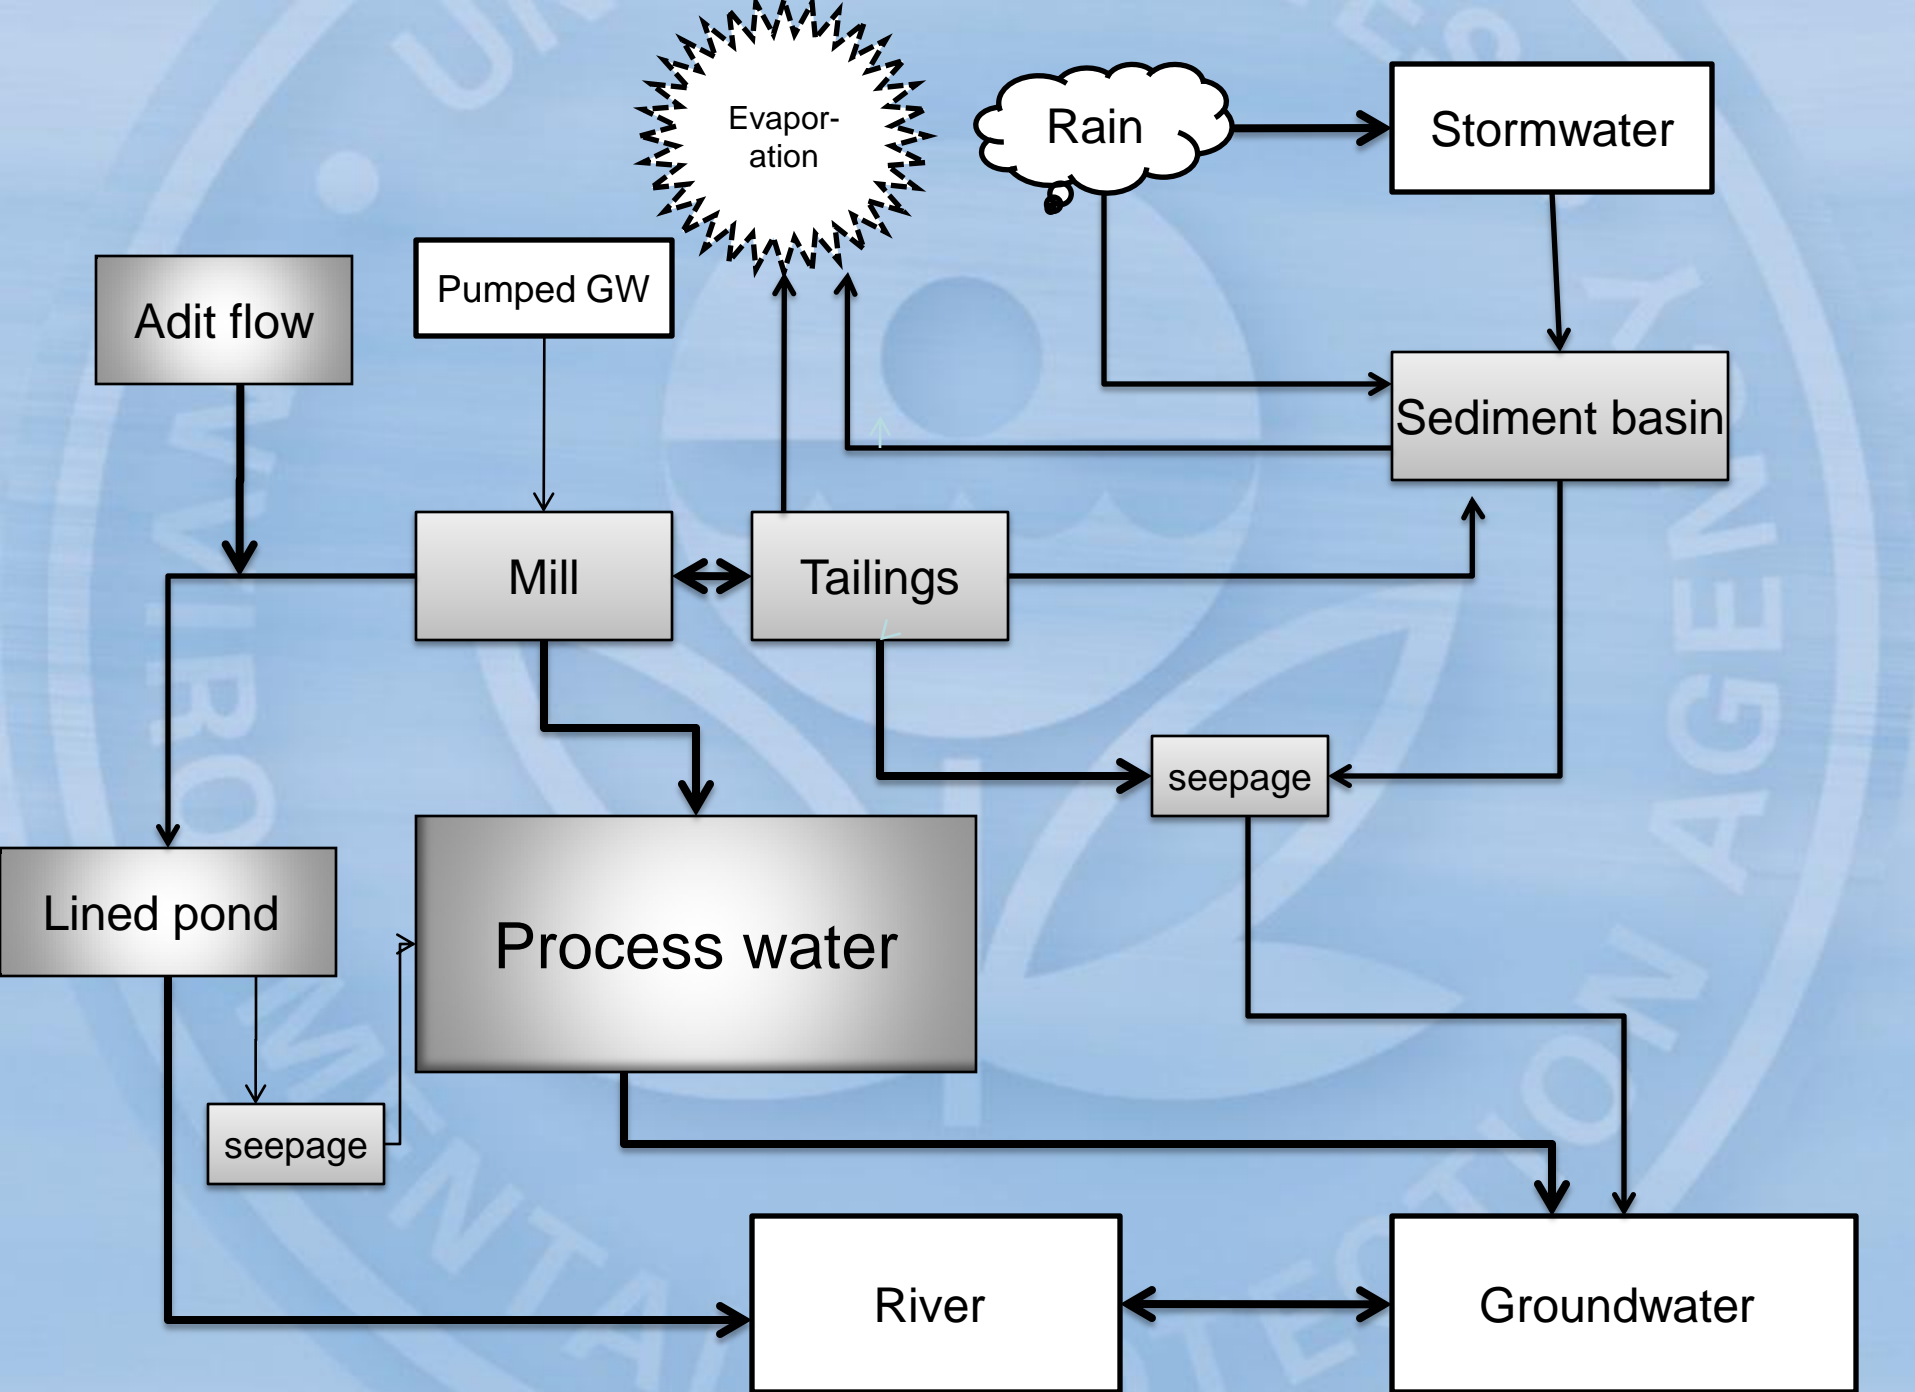 Evapor-
ation
Rain
Stormwater
Adit flow
Pumped GW
Sediment basin
Mill
Tailings
seepage
Lined pond
Process water
seepage
River
Groundwater